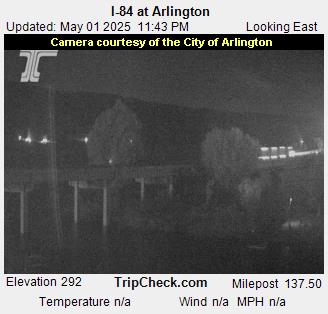 I-84 at Arlington
Updated: May 01 2025 11:43 PM Looking East
Camera courtesy of the City of Arlington
Elevation 292 TripCheck.com Milepost 137.50
Temperature n/a Wind n/a MPH n/a